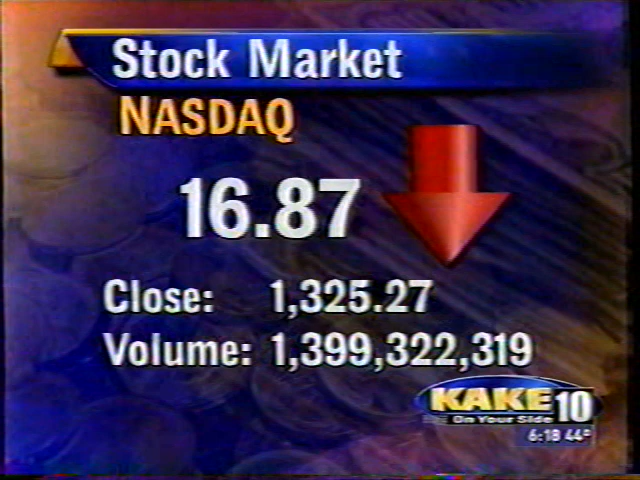 Stock Market
NASDAQ
16.87
Close: 1,325.27
Volume: 1,399,322,319
KAKE 10
On Your Side
6:18 44°